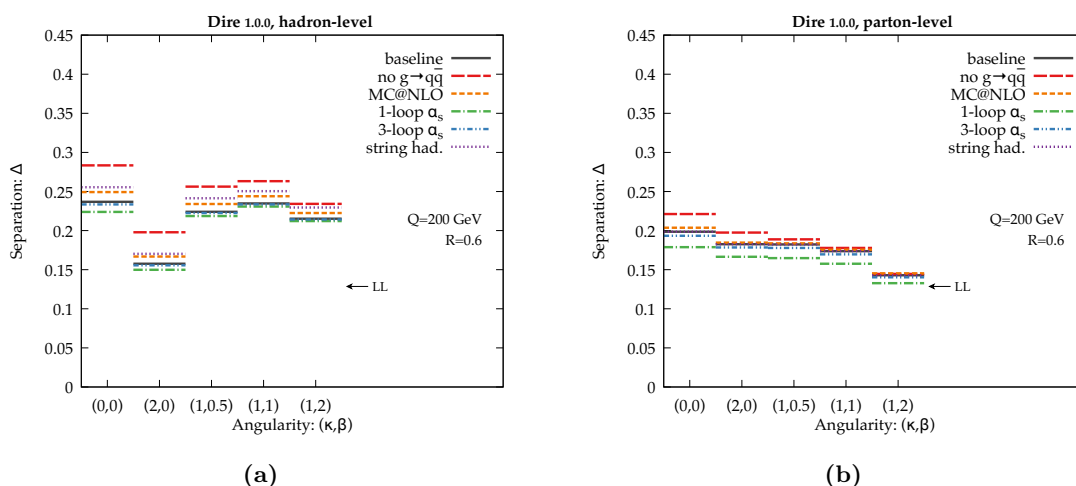 Dire 1.0.0, hadron-level
Separation: Δ
0.45
0.4
0.35
0.3
0.25
0.2
0.15
0.1
0.05
0
baseline
no g→qq̅
MC@NLO
1-loop αs
3-loop αs
string had.
Q=200 GeV
R=0.6
LL
(0,0) (2,0) (1,0.5) (1,1) (1,2)
Angularity: (κ,β)
(a)
Dire 1.0.0, parton-level
Separation: Δ
0.45
0.4
0.35
0.3
0.25
0.2
0.15
0.1
0.05
0
baseline
no g→qq̅
MC@NLO
1-loop αs
3-loop αs
string had.
Q=200 GeV
R=0.6
LL
(0,0) (2,0) (1,0.5) (1,1) (1,2)
Angularity: (κ,β)
(b)